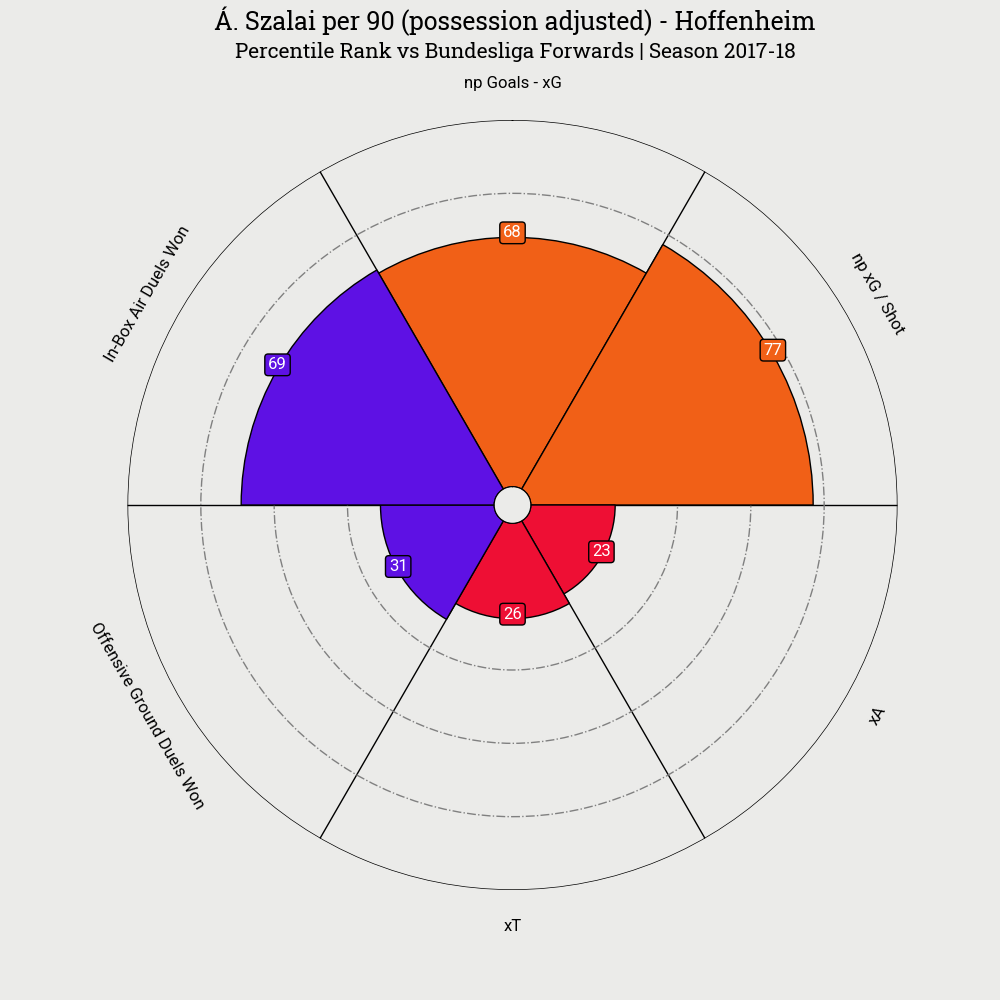 Á. Szalai per 90 (possession adjusted) - Hoffenheim
Percentile Rank vs Bundesliga Forwards | Season 2017-18
np Goals - xG
68
np xG / Shot
77
In-Box Air Duels Won
69
31
Offensive Ground Duels Won
26
23
xA
xT